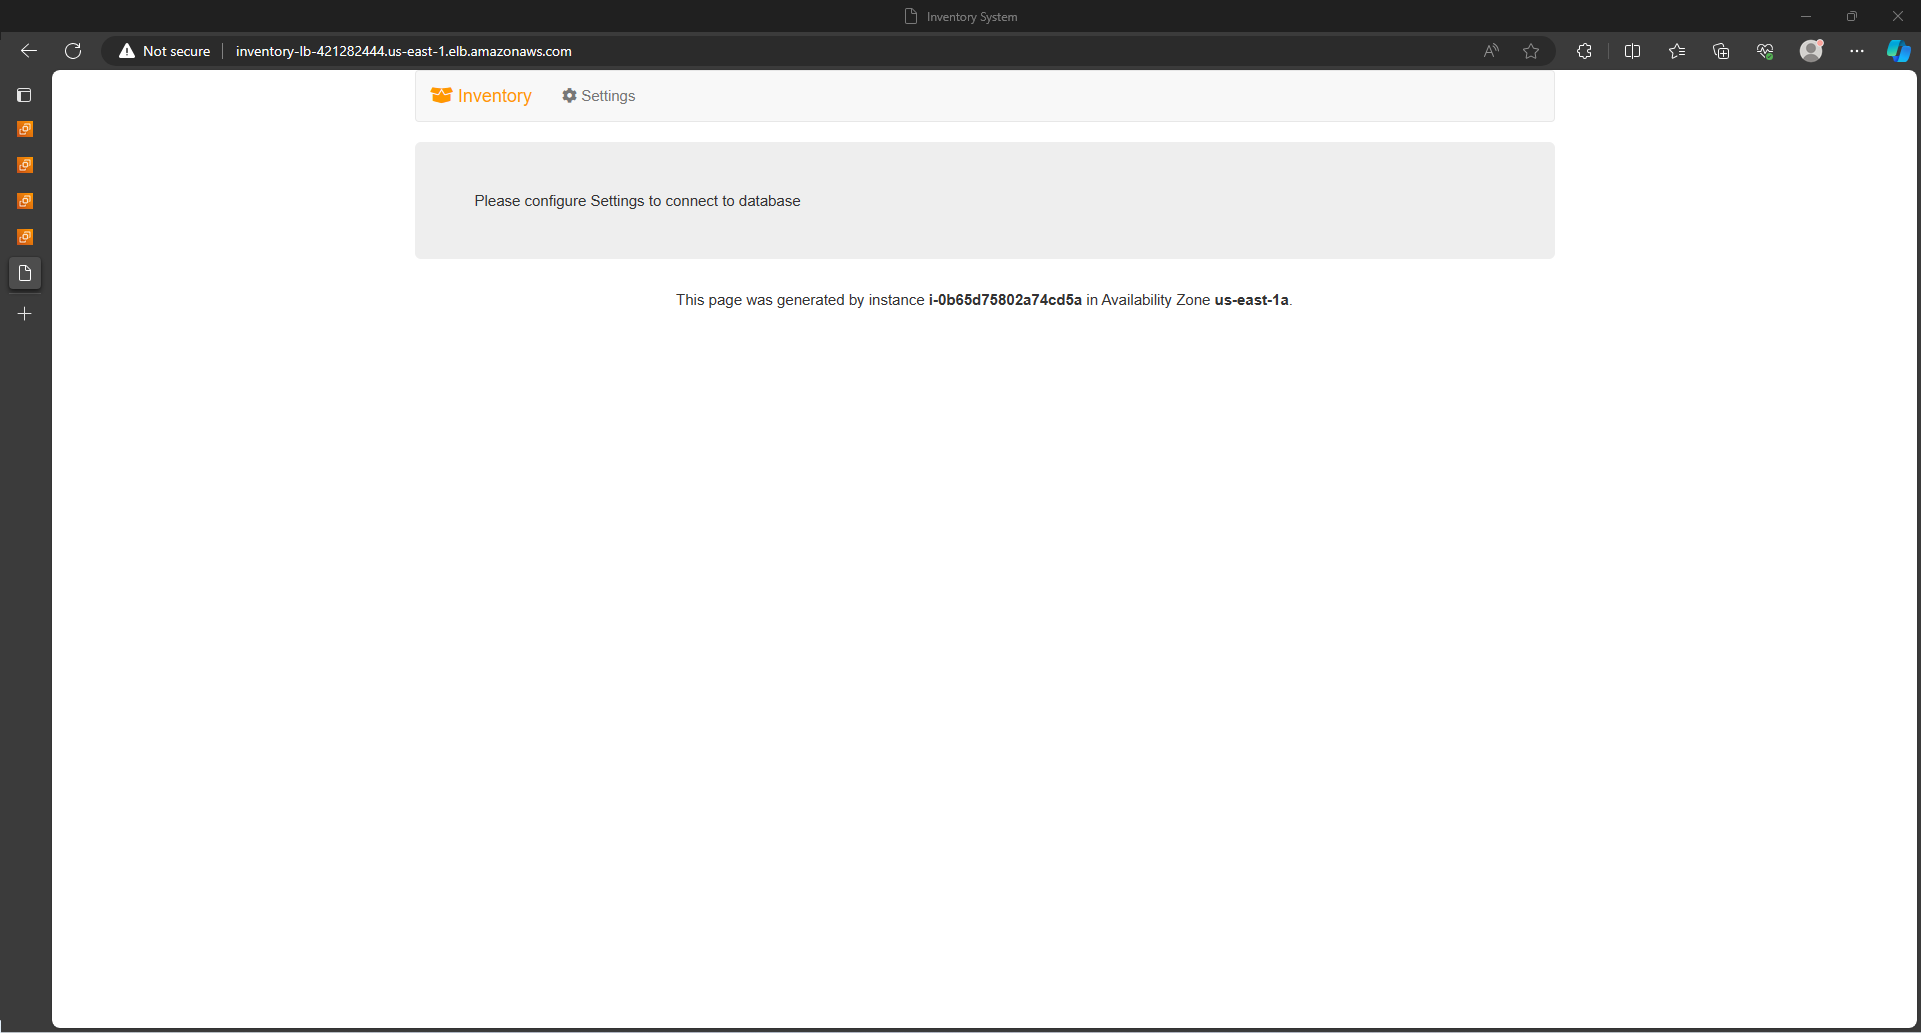 Inventory System
Not secure
inventory-lb-421282444.us-east-1.elb.amazonaws.com
Inventory
Settings
Please configure Settings to connect to database
This page was generated by instance i-0b65d75802a74cd5a in Availability Zone us-east-1a.